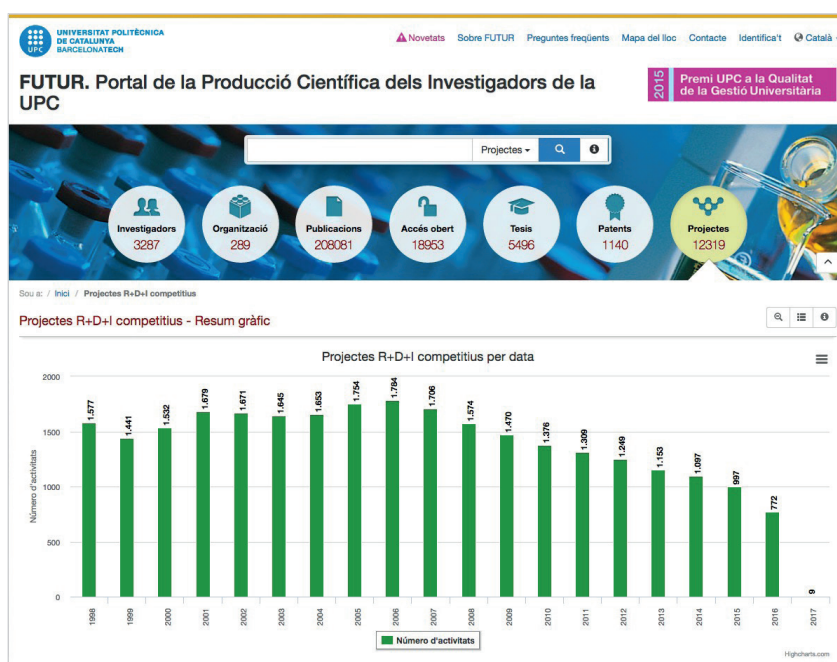 UNIVERSITAT POLITÈCNICA
DE CATALUNYA
BARCELONATECH
UPC
Novetats Sobre FUTUR Preguntes freqüents Mapa del lloc Contacte Identifica't Català
FUTUR. Portal de la Producció Científica dels Investigadors de la
UPC
2015
Premi UPC a la Qualitat
de la Gestió Universitària
Projectes
Investigadors
3287
Organització
289
Publicacions
208081
Accés obert
18953
Tesis
5496
Patents
1140
Projectes
12319
Sou a: / Inici / Projectes R+D+I competitius
Projectes R+D+I competitius - Resum gràfic
Projectes R+D+I competitius per data
Número d'activitats
2000
1500
1000
500
0
1.577
1.441
1.532
1.679
1.671
1.645
1.653
1.754
1.784
1.706
1.574
1.470
1.376
1.309
1.249
1.153
1.097
997
772
9
1998
1999
2000
2001
2002
2003
2004
2005
2006
2007
2008
2009
2010
2011
2012
2013
2014
2015
2016
2017
Número d'activitats
Highcharts.com